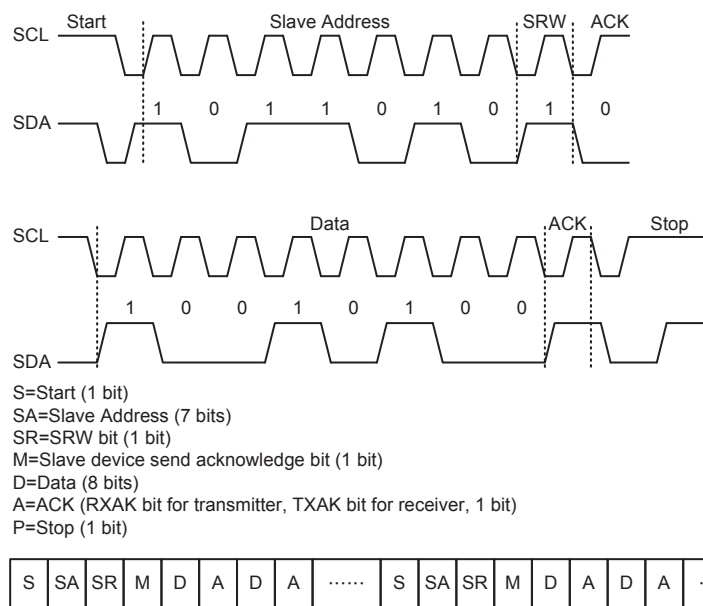 Start Slave Address SRW ACK
SCL
1 0 1 1 0 1 0 1 0
SDA
Data ACK Stop
SCL
1 0 0 1 0 1 0 0
SDA
S=Start (1 bit)
SA=Slave Address (7 bits)
SR=SRW bit (1 bit)
M=Slave device send acknowledge bit (1 bit)
D=Data (8 bits)
A=ACK (RXAK bit for transmitter, TXAK bit for receiver, 1 bit)
P=Stop (1 bit)
S SA SR M D A D A ...... S SA SR M D A D A